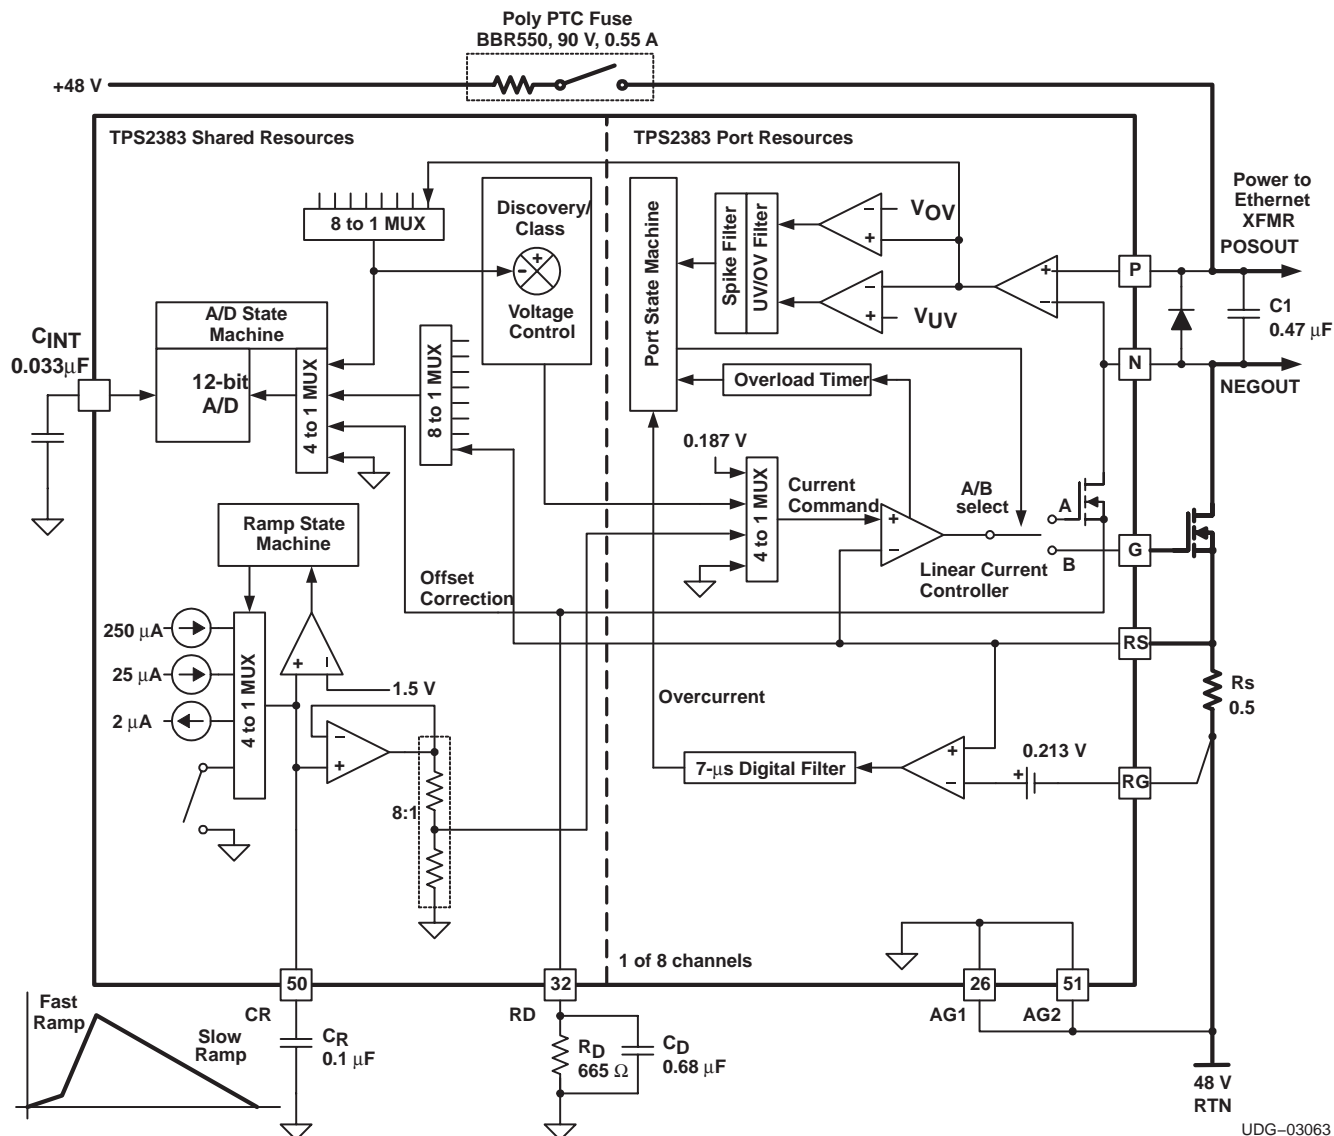 Poly PTC Fuse
BBR550, 90 V, 0.55 A
+48 V
TPS2383 Shared Resources
TPS2383 Port Resources
8 to 1 MUX
Discovery/
Class
- +
Voltage
Control
Port State Machine
Spike Filter
UV/OV Filter
VOV
VUV
- +
- +
+ -
P
N
Power to
Ethernet
XFMR
POSOUT
C1
0.47 μF
NEGOUT
CINT
0.033μF
A/D State
Machine
12-bit
A/D
4 to 1 MUX
8 to 1 MUX
Overload Timer
0.187 V
4 to 1 MUX
Current
Command
+ -
A/B
select
A
B
G
Linear Current
Controller
Ramp State
Machine
Offset
Correction
250 μA
25 μA
2 μA
4 to 1 MUX
+ -
1.5 V
- +
8:1
RS
Rs
0.5
Overcurrent
7-μs Digital Filter
+ -
+
0.213 V
RG
1 of 8 channels
50
CR
CR
0.1 μF
32
RD
RD
665 Ω
CD
0.68 μF
26
AG1
51
AG2
Fast
Ramp
Slow
Ramp
48 V
RTN
UDG–03063